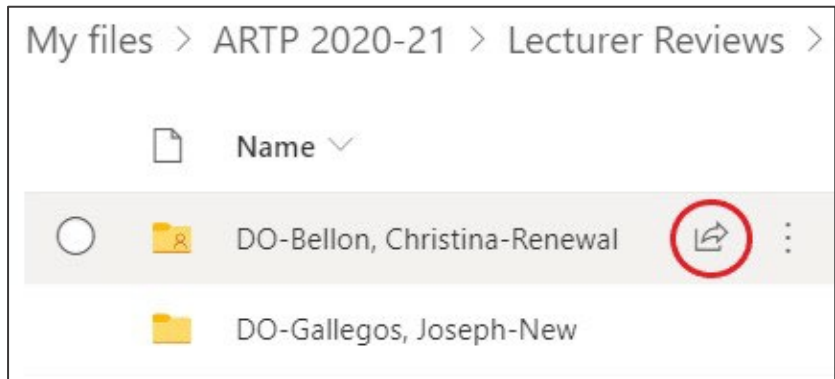 My files > ARTP 2020-21 > Lecturer Reviews >
Name
DO-Bellon, Christina-Renewal
DO-Gallegos, Joseph-New